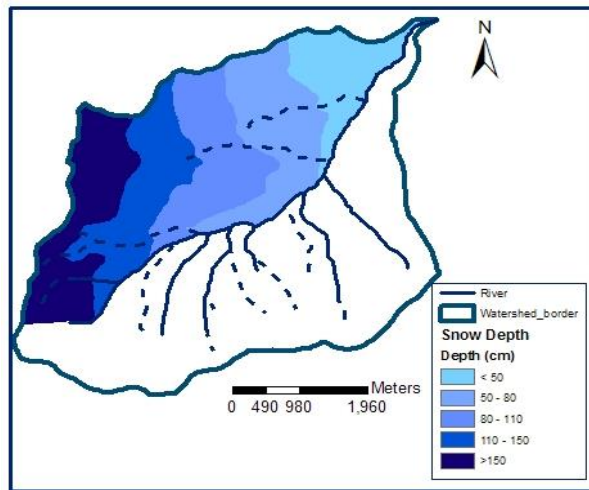 N
River
Watershed_border
Snow Depth
Depth (cm)
< 50
50 - 80
80 - 110
110 - 150
>150
Meters
0 490 980 1,960